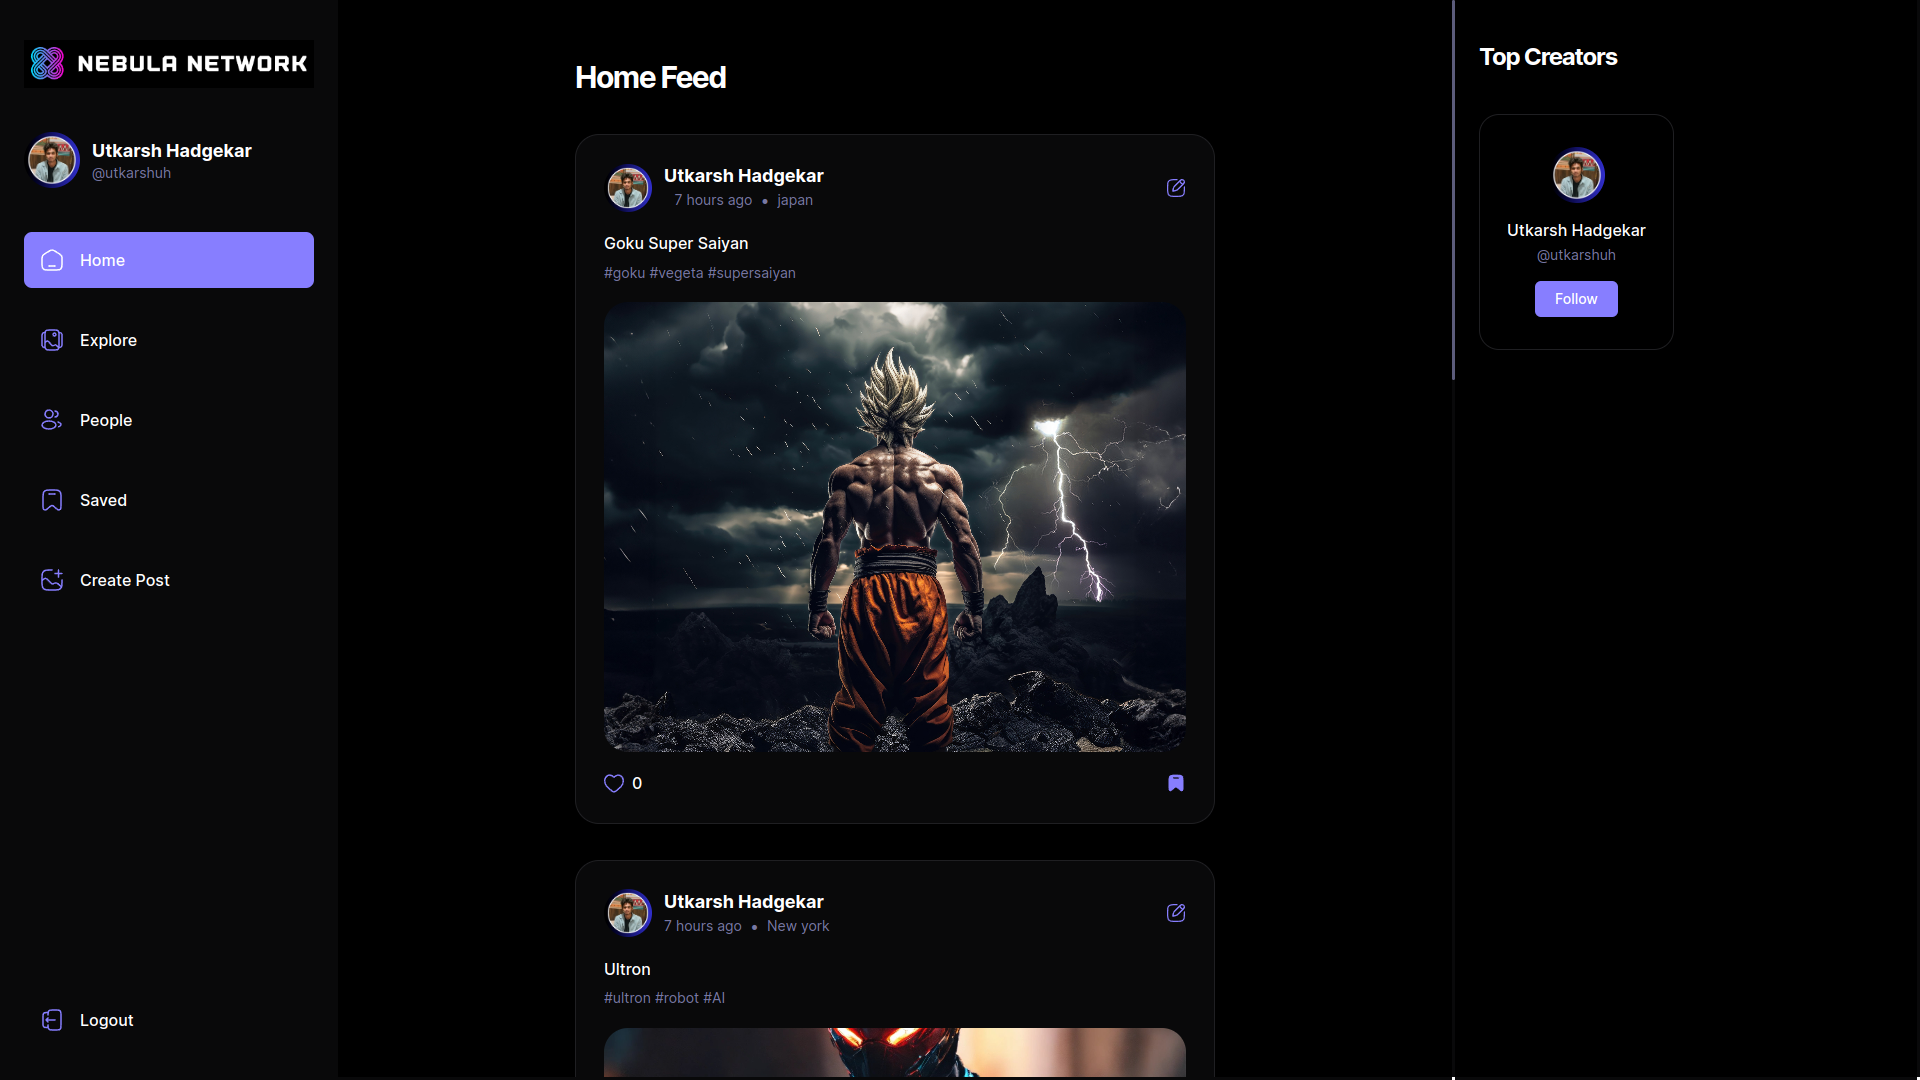 NEBULA NETWORK
Utkarsh Hadgekar
@utkarshuh
Home
Explore
People
Saved
Create Post
Logout
Home Feed
Utkarsh Hadgekar
7 hours ago • japan
Goku Super Saiyan
#goku #vegeta #supersaiyan
0
Utkarsh Hadgekar
7 hours ago • New york
Ultron
#ultron #robot #AI
Top Creators
Utkarsh Hadgekar
@utkarshuh
Follow